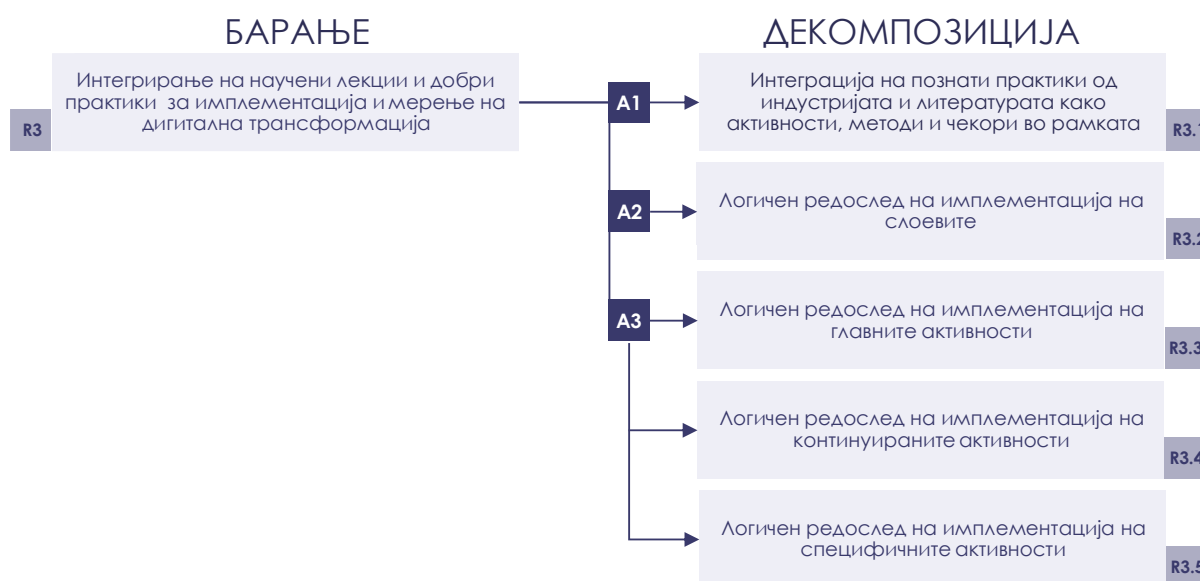 БАРАЊЕ
ДЕКОМПОЗИЦИЈА
Интегрирање на научени лекции и добри
практики за имплементација и мерење на
дигитална трансформација
R3
A1
Интеграција на познати практики од
индустријата и литературата како
активности, методи и чекори во рамката
R3.1
A2
Логичен редослед на имплементација на
слоевите
R3.2
A3
Логичен редослед на имплементација на
главните активности
R3.3
Логичен редослед на имплементација на
континуираните активности
R3.4
Логичен редослед на имплементација на
специфичните активности
R3.5